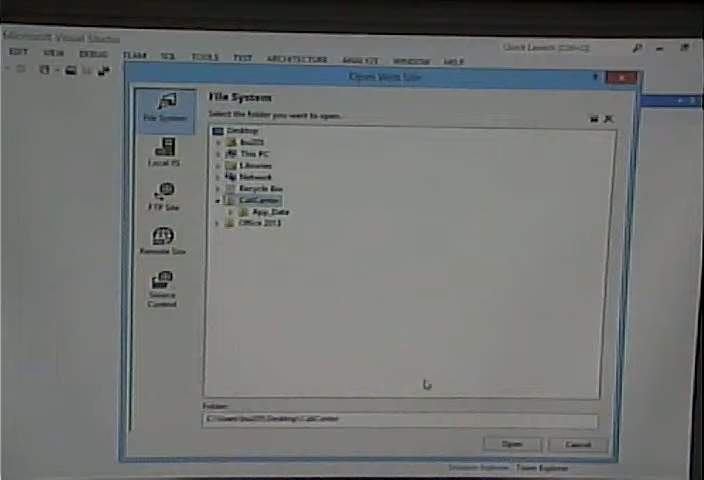 Microsoft Visual Studio
Quick Launch (Ctrl+Q)
EDIT VIEW DEBUG TEAM SQL TOOLS TEST ARCHITECTURE ANALYZE WINDOW HELP
Open Web Site
File System
Select the folder you want to open.
File System
Local IIS
FTP Site
Remote Site
Source Control
Desktop
This PC
Libraries
Network
Recycle Bin
CallCenter
App_Data
Office 2013
Folder:
Open
Cancel
Solution Explorer Team Explorer